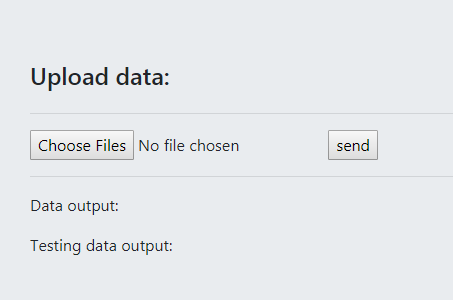 Upload data:
Choose Files No file chosen send
Data output:
Testing data output: